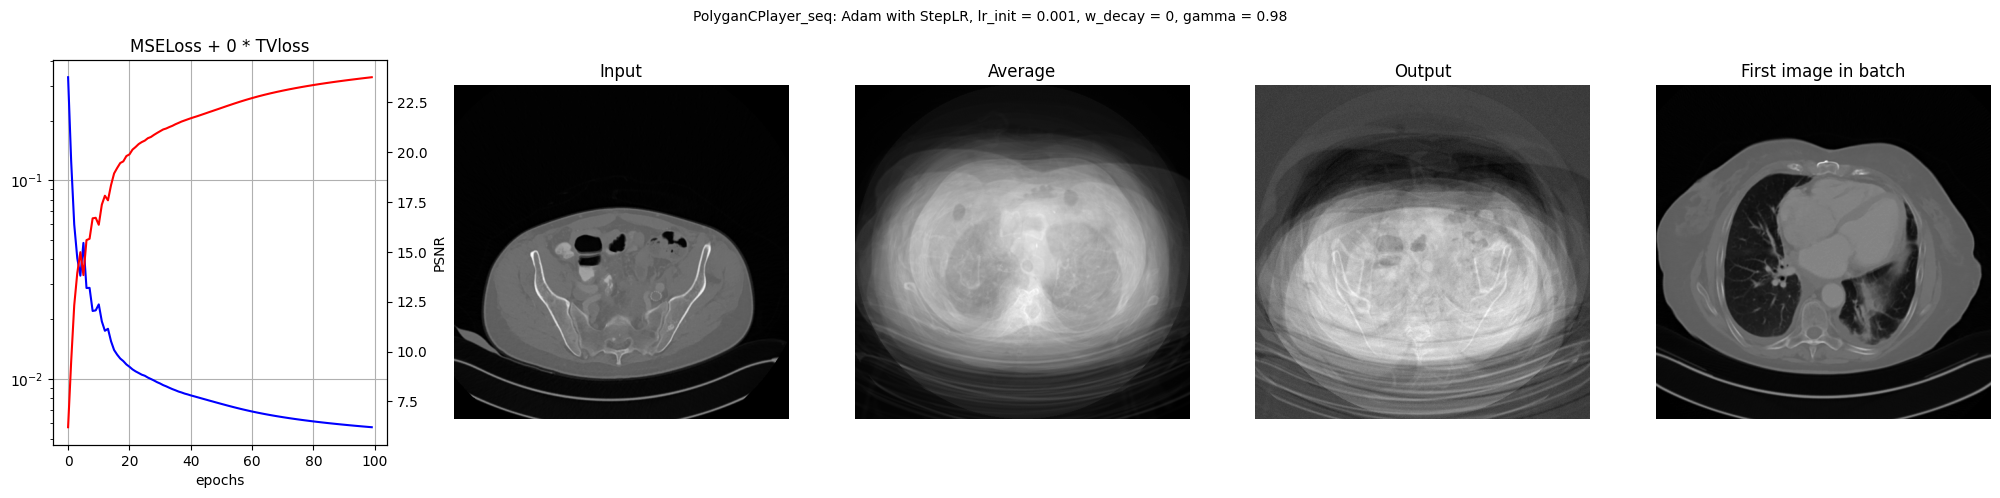 PolyganCPlayer_seq: Adam with StepLR, lr_init = 0.001, w_decay = 0, gamma = 0.98
MSELoss + 0 * TVloss
10⁻¹
10⁻²
0 20 40 60 80 100
epochs
22.5
20.0
17.5
15.0
12.5
10.0
7.5
PSNR
Input
Average
Output
First image in batch